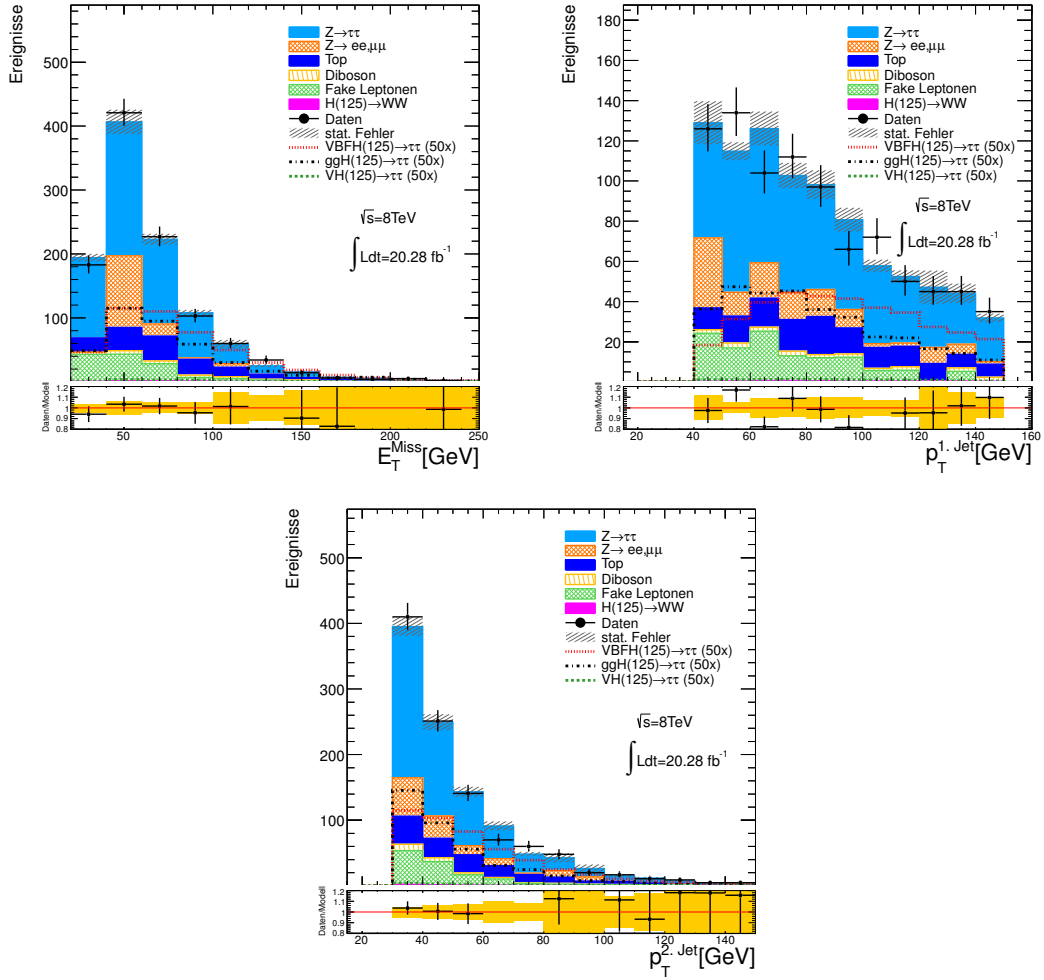 Ereignisse
500
400
300
200
100
Z→ττ
Z→ ee,μμ
Top
Diboson
Fake Leptonen
H(125)→WW
Daten
stat. Fehler
VBFH(125)→ττ (50x)
ggH(125)→ττ (50x)
VH(125)→ττ (50x)
√s=8TeV
∫Ldt=20.28 fb⁻¹
Daten/Modell
1.2
1.1
1
0.9
0.8
50 100 150 200 250
E_T^Miss[GeV]
Ereignisse
180
160
140
120
100
80
60
40
20
Z→ττ
Z→ ee,μμ
Top
Diboson
Fake Leptonen
H(125)→WW
Daten
stat. Fehler
VBFH(125)→ττ (50x)
ggH(125)→ττ (50x)
VH(125)→ττ (50x)
√s=8TeV
∫Ldt=20.28 fb⁻¹
Daten/Modell
1.2
1.1
1
0.9
0.8
20 40 60 80 100 120 140 160
p_T^1. Jet[GeV]
Ereignisse
500
400
300
200
100
Z→ττ
Z→ ee,μμ
Top
Diboson
Fake Leptonen
H(125)→WW
Daten
stat. Fehler
VBFH(125)→ττ (50x)
ggH(125)→ττ (50x)
VH(125)→ττ (50x)
√s=8TeV
∫Ldt=20.28 fb⁻¹
Daten/Modell
1.2
1.1
1
0.9
0.8
20 40 60 80 100 120 140
p_T^2. Jet[GeV]